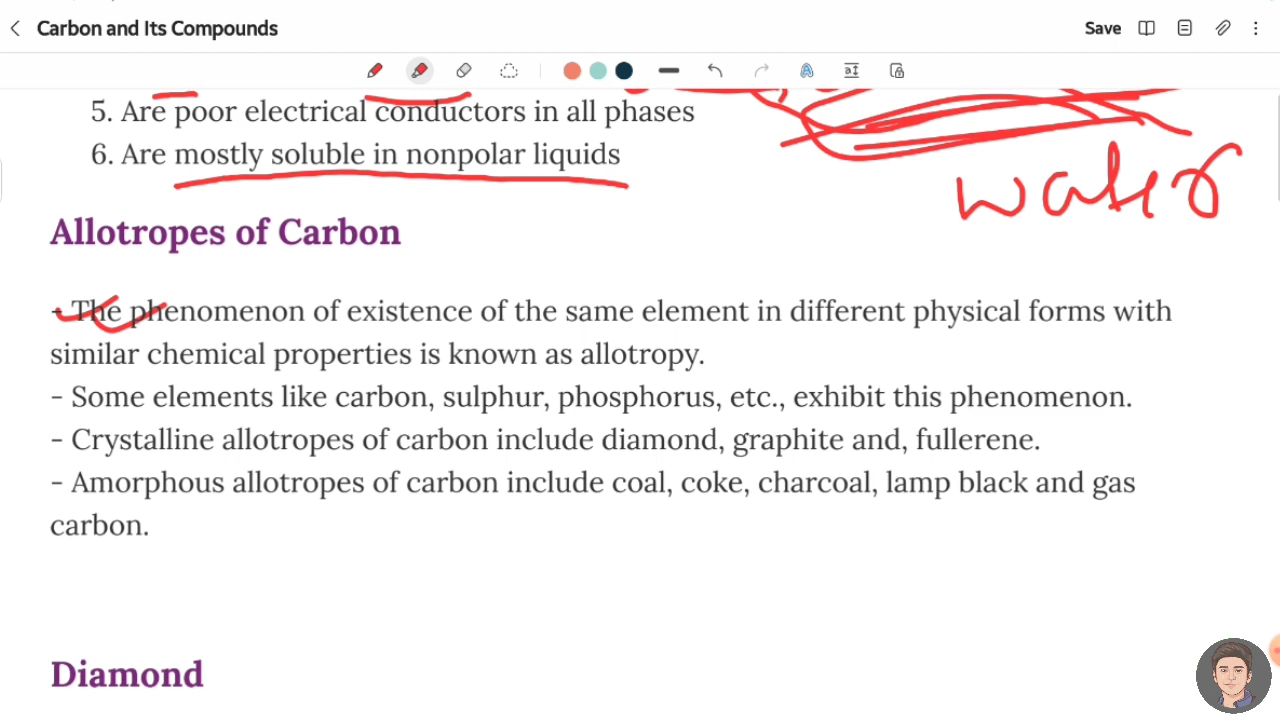 Carbon and Its Compounds
Save
5. Are poor electrical conductors in all phases
6. Are mostly soluble in nonpolar liquids
water
Allotropes of Carbon
- The phenomenon of existence of the same element in different physical forms with
similar chemical properties is known as allotropy.
- Some elements like carbon, sulphur, phosphorus, etc., exhibit this phenomenon.
- Crystalline allotropes of carbon include diamond, graphite and, fullerene.
- Amorphous allotropes of carbon include coal, coke, charcoal, lamp black and gas
carbon.
Diamond